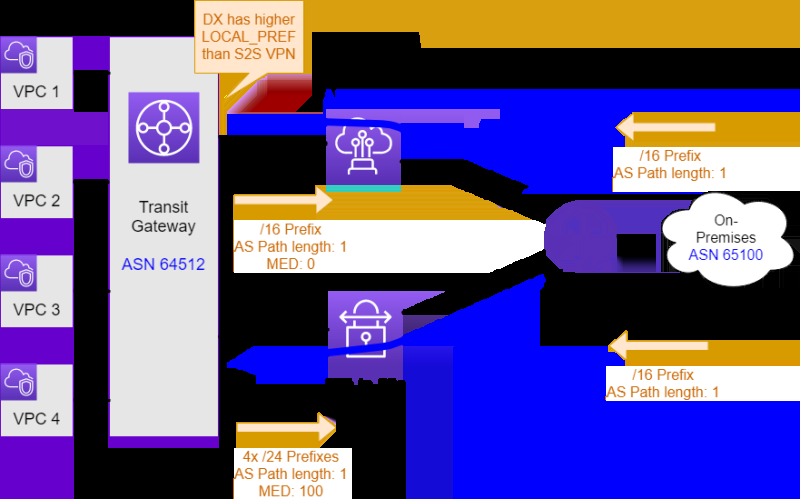 DX has higher
LOCAL_PREF
than S2S VPN
VPC 1
VPC 2
VPC 3
VPC 4
Transit
Gateway
ASN 64512
/16 Prefix
AS Path length: 1
MED: 0
/16 Prefix
AS Path length: 1
On-
Premises
ASN 65100
/16 Prefix
AS Path length: 1
4x /24 Prefixes
AS Path length: 1
MED: 100